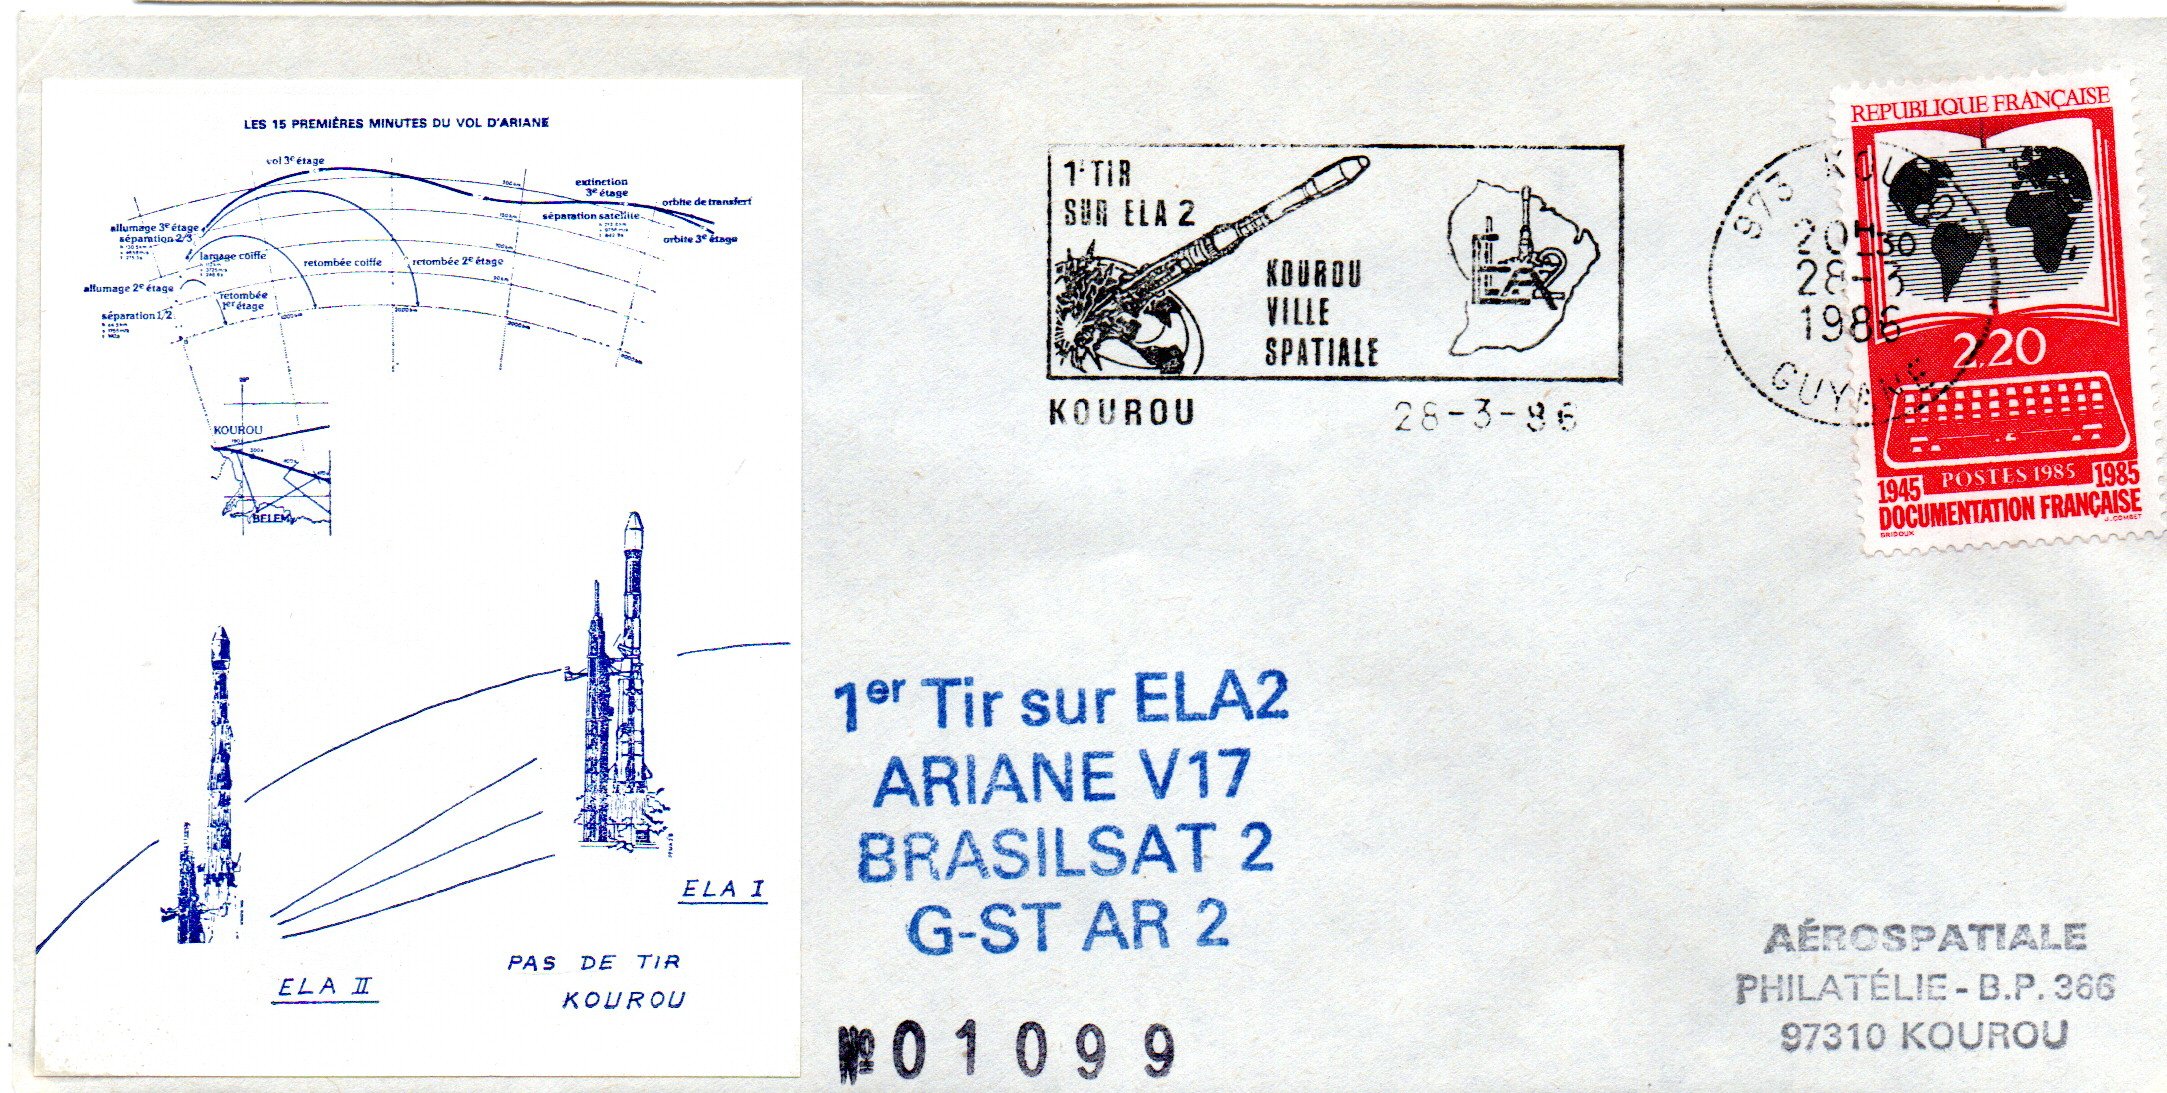 LES 15 PREMIÈRES MINUTES DU VOL D'ARIANE
vol 3e étage
extinction
3e étage
orbite de transfert
séparation satellite
orbite 3e étage
allumage 3e étage
séparation 2/3
largage coiffe
retombée coiffe
retombée 2e étage
allumage 2e étage
retombée
1er étage
séparation 1/2
KOUROU
BELEM
ELA I
ELA II
PAS DE TIR
KOUROU
1er TIR
SUR ELA 2
KOUROU
VILLE
SPATIALE
KOUROU
28-3-86
973 KOUROU
20H30
28-3
1986
GUYANE
REPUBLIQUE FRANÇAISE
2,20
POSTES 1985
1945 1985
DOCUMENTATION FRANÇAISE
J. COMBET
BRIDOUX
1er Tir sur ELA2
ARIANE V17
BRASILSAT 2
G-ST AR 2
№ 01099
AÉROSPATIALE
PHILATÉLIE - B.P. 366
97310 KOUROU